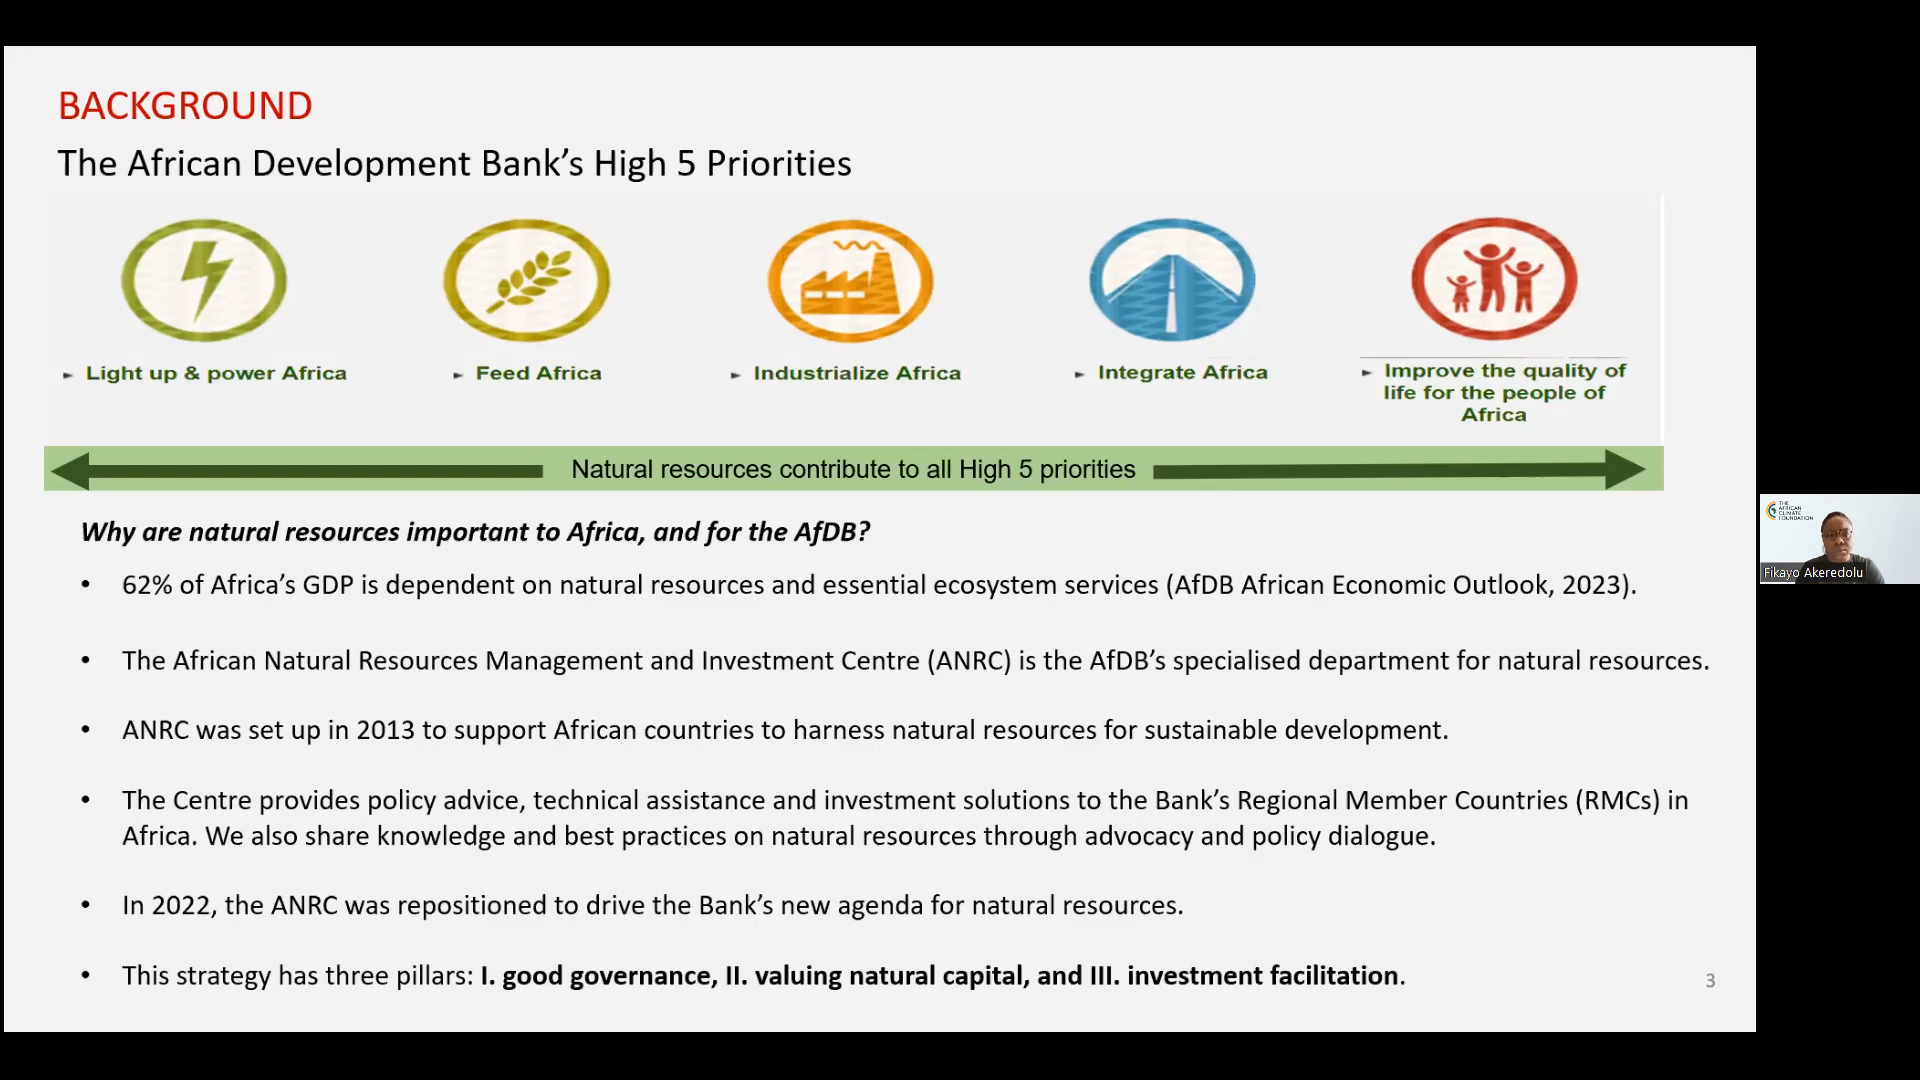 BACKGROUND
The African Development Bank’s High 5 Priorities
► Light up & power Africa
► Feed Africa
► Industrialize Africa
► Integrate Africa
► Improve the quality of
life for the people of
Africa
Natural resources contribute to all High 5 priorities
Why are natural resources important to Africa, and for the AfDB?
• 62% of Africa’s GDP is dependent on natural resources and essential ecosystem services (AfDB African Economic Outlook, 2023).
• The African Natural Resources Management and Investment Centre (ANRC) is the AfDB’s specialised department for natural resources.
• ANRC was set up in 2013 to support African countries to harness natural resources for sustainable development.
• The Centre provides policy advice, technical assistance and investment solutions to the Bank’s Regional Member Countries (RMCs) in
Africa. We also share knowledge and best practices on natural resources through advocacy and policy dialogue.
• In 2022, the ANRC was repositioned to drive the Bank’s new agenda for natural resources.
• This strategy has three pillars: I. good governance, II. valuing natural capital, and III. investment facilitation.
3
THE
AFRICAN
CLIMATE
FOUNDATION
Fikayo Akeredolu